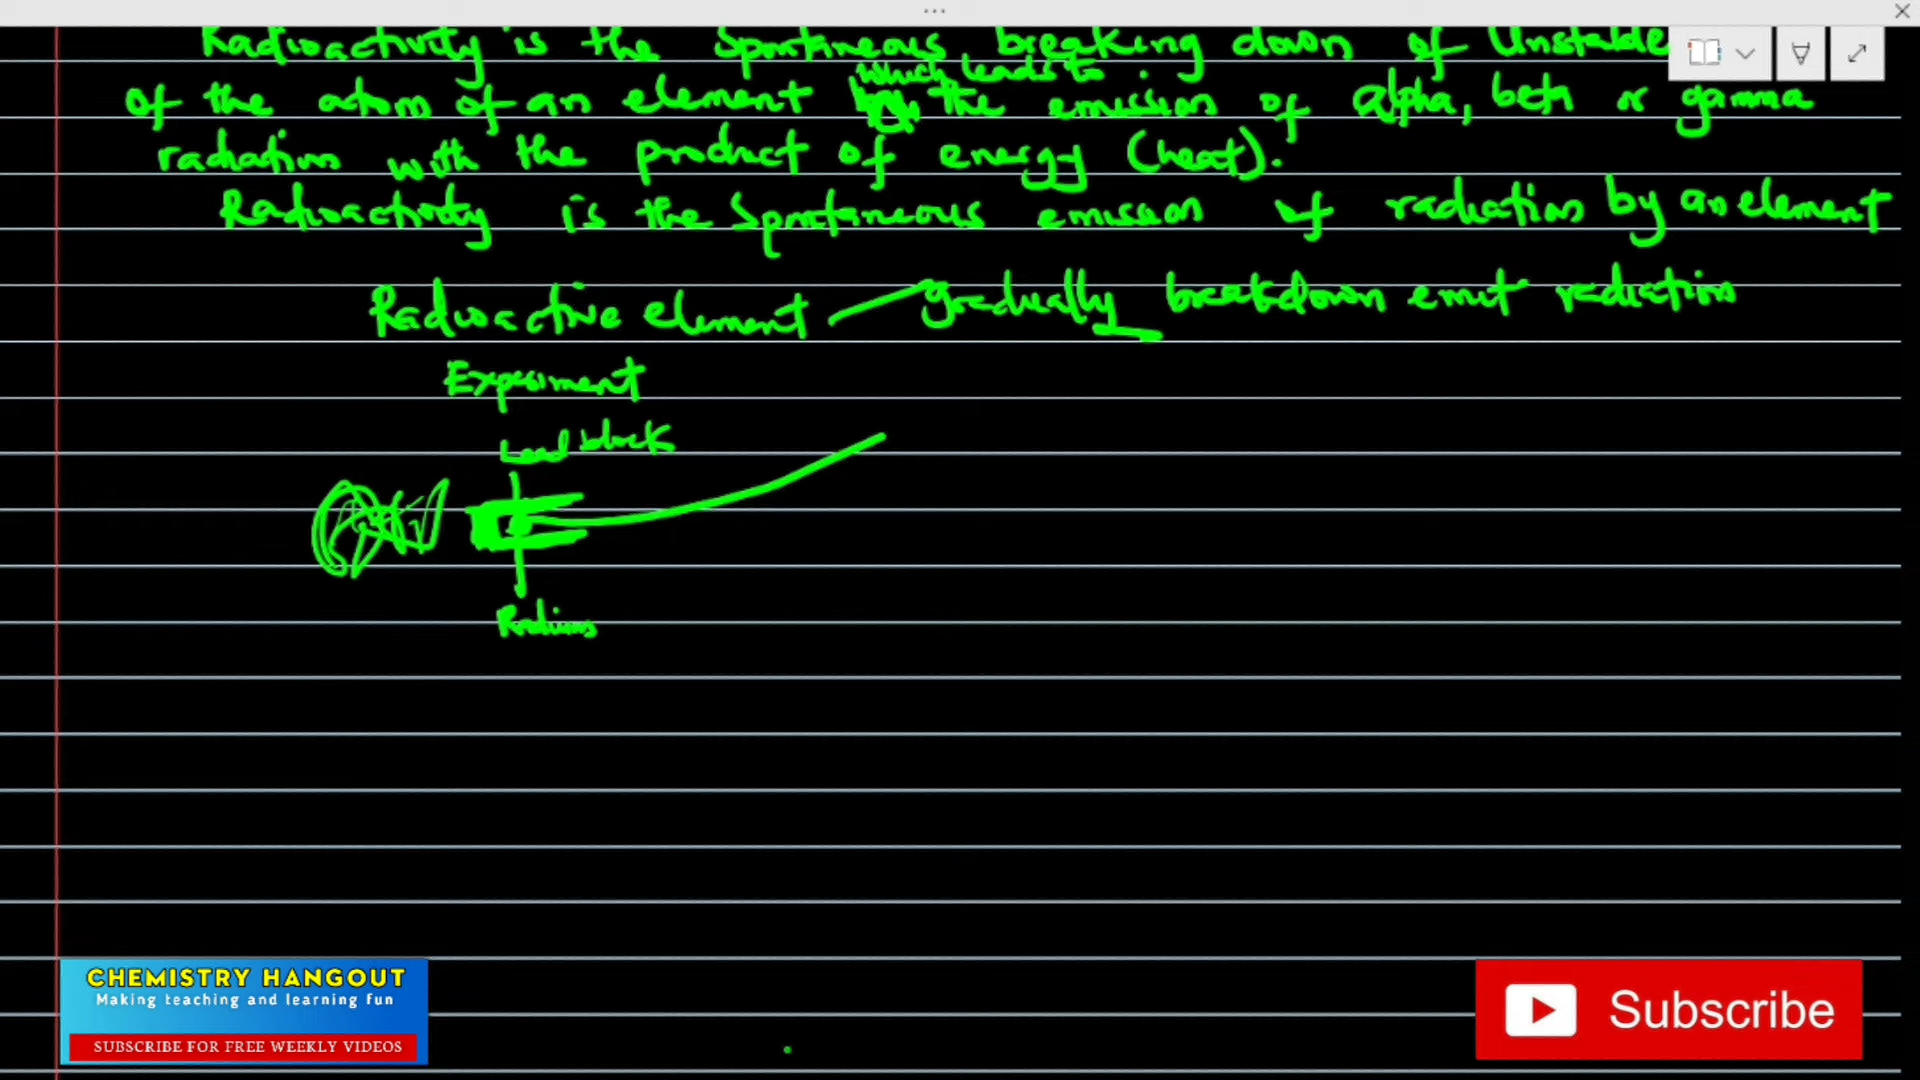 Radioactivity is the Spontaneous breaking down of Unstable
which leads to
of the atom of an element the emission of alpha, beta or gamma
radiation with the product of energy (heat).
Radioactivity is the Spontaneous emission of radiation by an element
Radioactive element gradually breakdown emit radiation
Experiment
Lead block
Radium
CHEMISTRY HANGOUT
Making teaching and learning fun
SUBSCRIBE FOR FREE WEEKLY VIDEOS
Subscribe